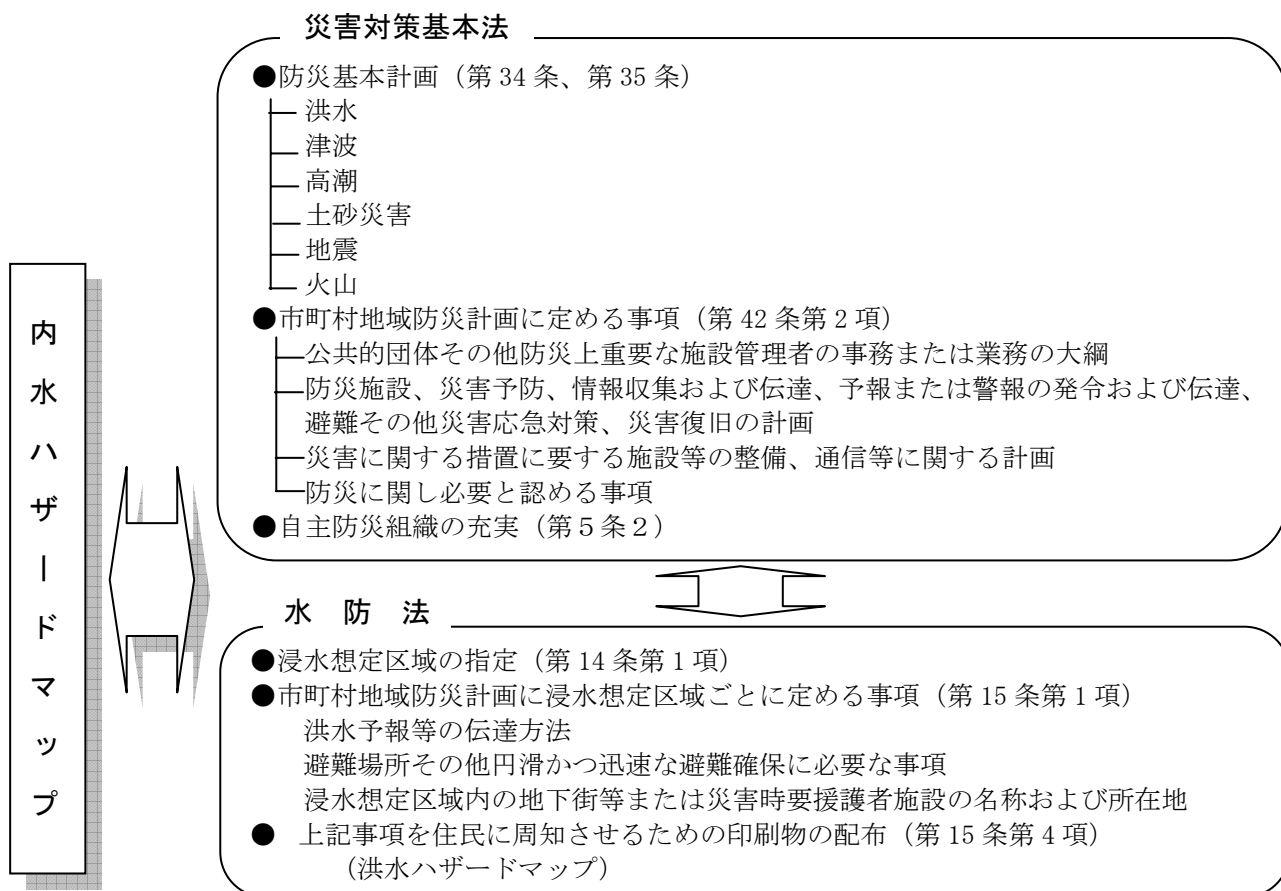 災害対策基本法
●防災基本計画（第 34 条、第 35 条）
洪水
津波
高潮
土砂災害
地震
火山
●市町村地域防災計画に定める事項（第 42 条第 2 項）
公共的団体その他防災上重要な施設管理者の事務または業務の大綱
防災施設、災害予防、情報収集および伝達、予報または警報の発令および伝達、
避難その他災害応急対策、災害復旧の計画
災害に関する措置に要する施設等の整備、通信等に関する計画
防災に関し必要と認める事項
●自主防災組織の充実（第５条２）
内水ハザードマップ
水 防 法
●浸水想定区域の指定（第 14 条第 1 項）
●市町村地域防災計画に浸水想定区域ごとに定める事項（第 15 条第 1 項）
洪水予報等の伝達方法
避難場所その他円滑かつ迅速な避難確保に必要な事項
浸水想定区域内の地下街等または災害時要援護者施設の名称および所在地
● 上記事項を住民に周知させるための印刷物の配布（第 15 条第 4 項）
（洪水ハザードマップ）